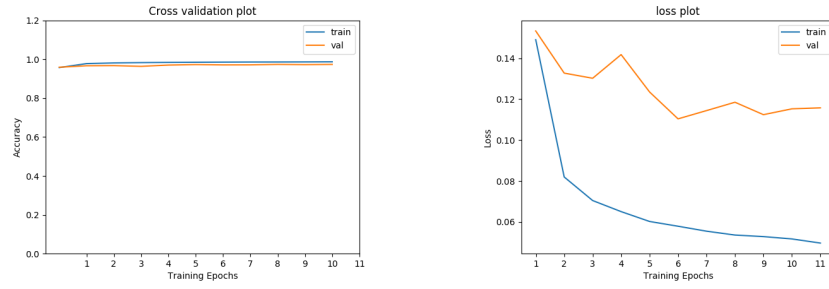 Cross validation plot
1.2
1.0
0.8
0.6
0.4
0.2
0.0
Accuracy
train
val
1 2 3 4 5 6 7 8 9 10 11
Training Epochs
loss plot
0.14
0.12
0.10
0.08
0.06
Loss
train
val
1 2 3 4 5 6 7 8 9 10 11
Training Epochs